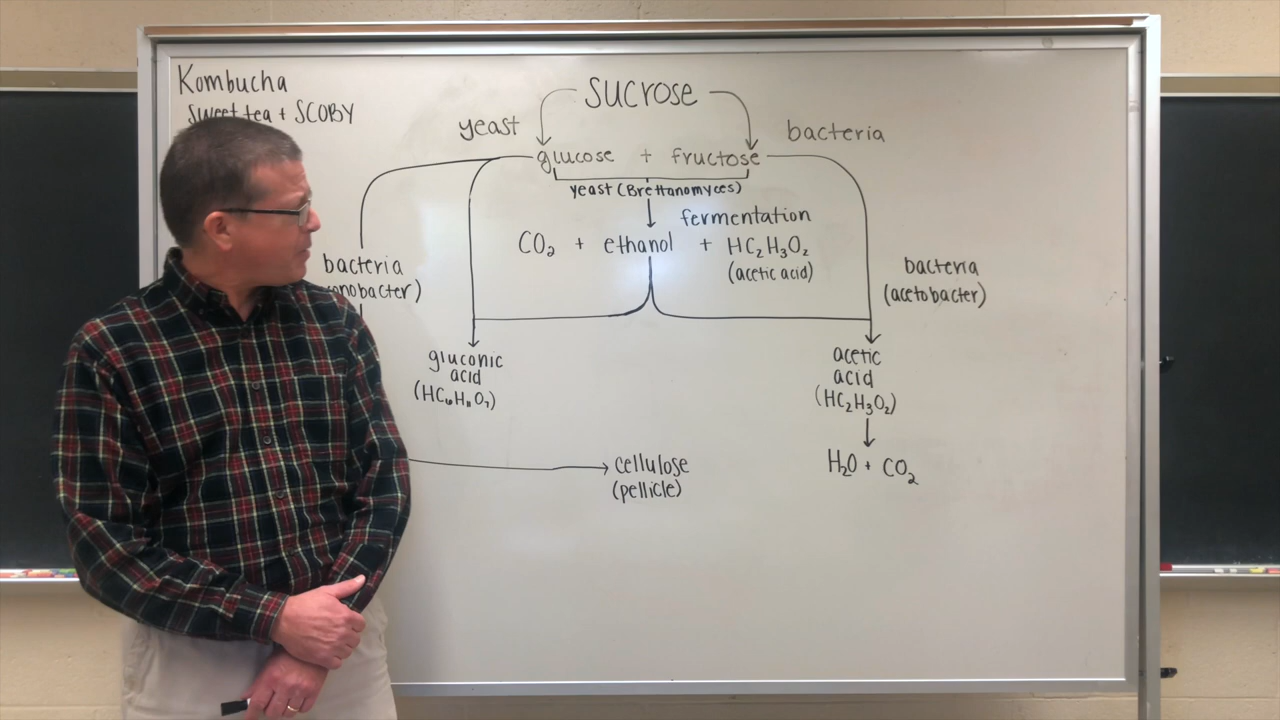 Kombucha
sweet tea + SCOBY
sucrose
yeast
bacteria
glucose + fructose
yeast (Brettanomyces)
fermentation
CO₂ + ethanol + HC₂H₃O₂
(acetic acid)
bacteria
bacteria
(acetobacter)
gluconic
acid
(HC₆H₁₁O₇)
acetic
acid
(HC₂H₃O₂)
H₂O + CO₂
cellulose
(pellicle)